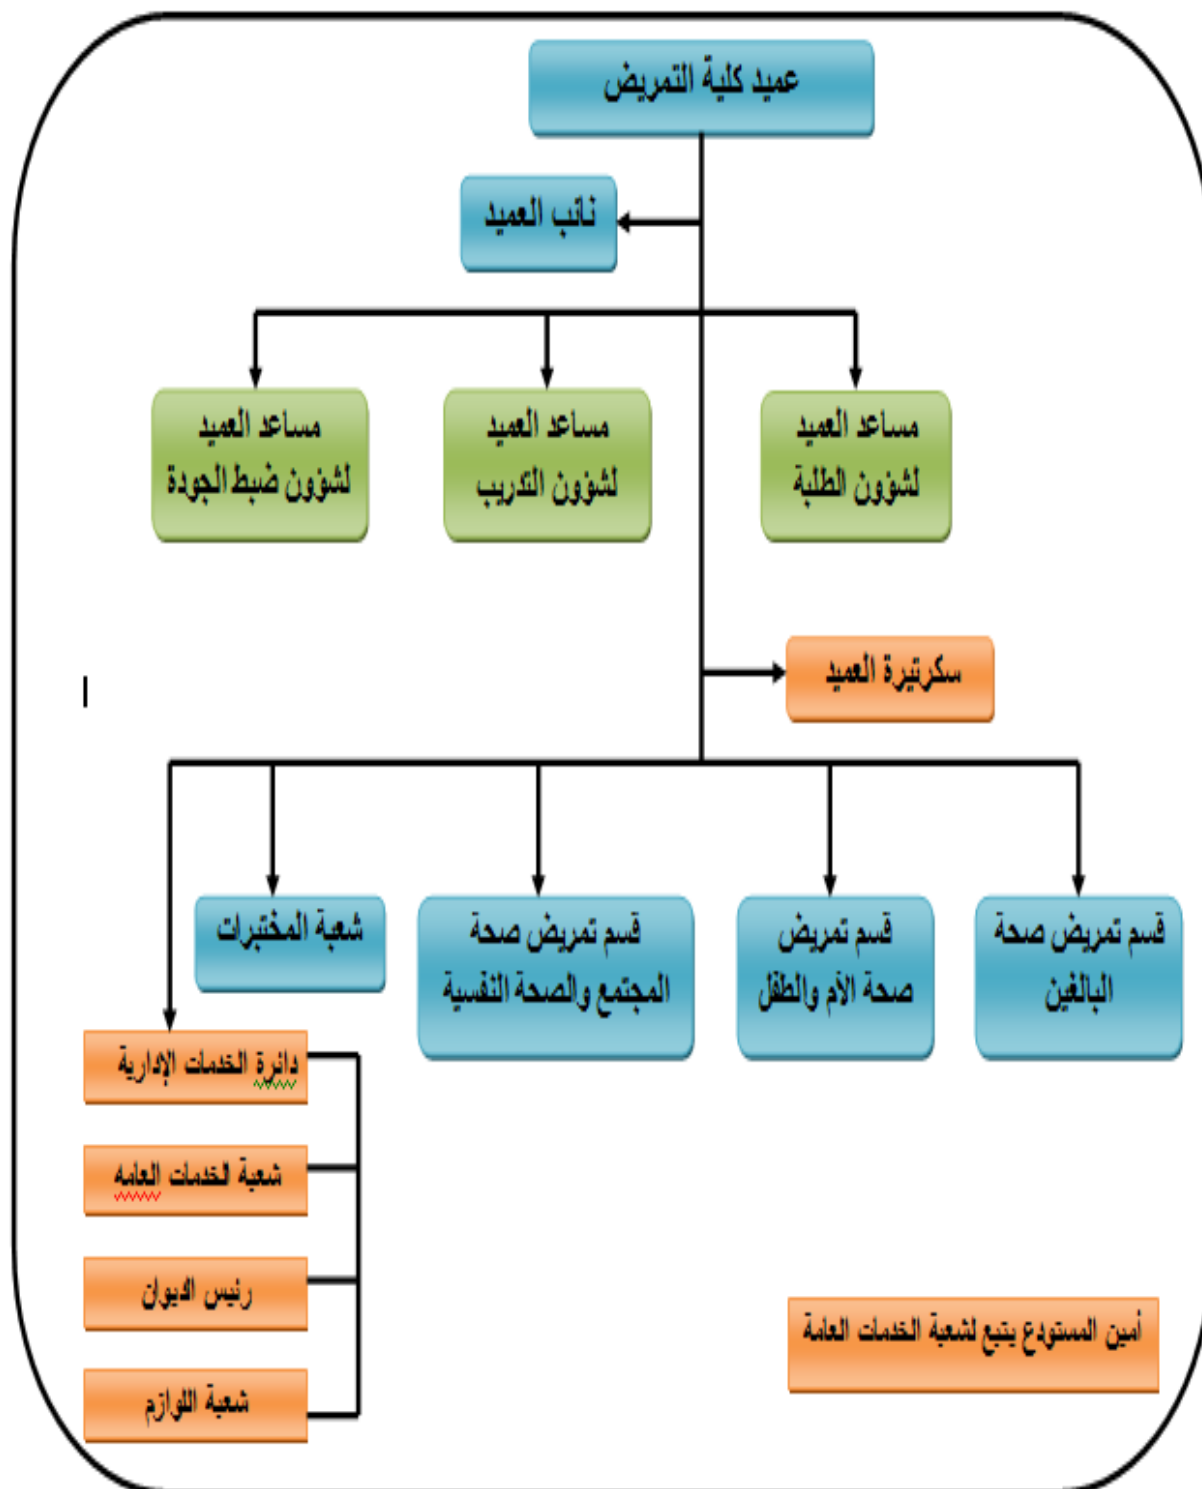 عميد كلية التمريض
نائب العميد
مساعد العميد
لشؤون الطلبة
مساعد العميد
لشؤون التدريب
مساعد العميد
لشؤون ضبط الجودة
سكرتيرة العميد
قسم تمريض صحة
البالغين
قسم تمريض
صحة الأم والطفل
قسم تمريض صحة
المجتمع والصحة النفسية
شعبة المختبرات
دائرة الخدمات الإدارية
شعبة الخدمات العامه
رئيس الديوان
شعبة اللوازم
أمين المستودع يتبع لشعبة الخدمات العامة